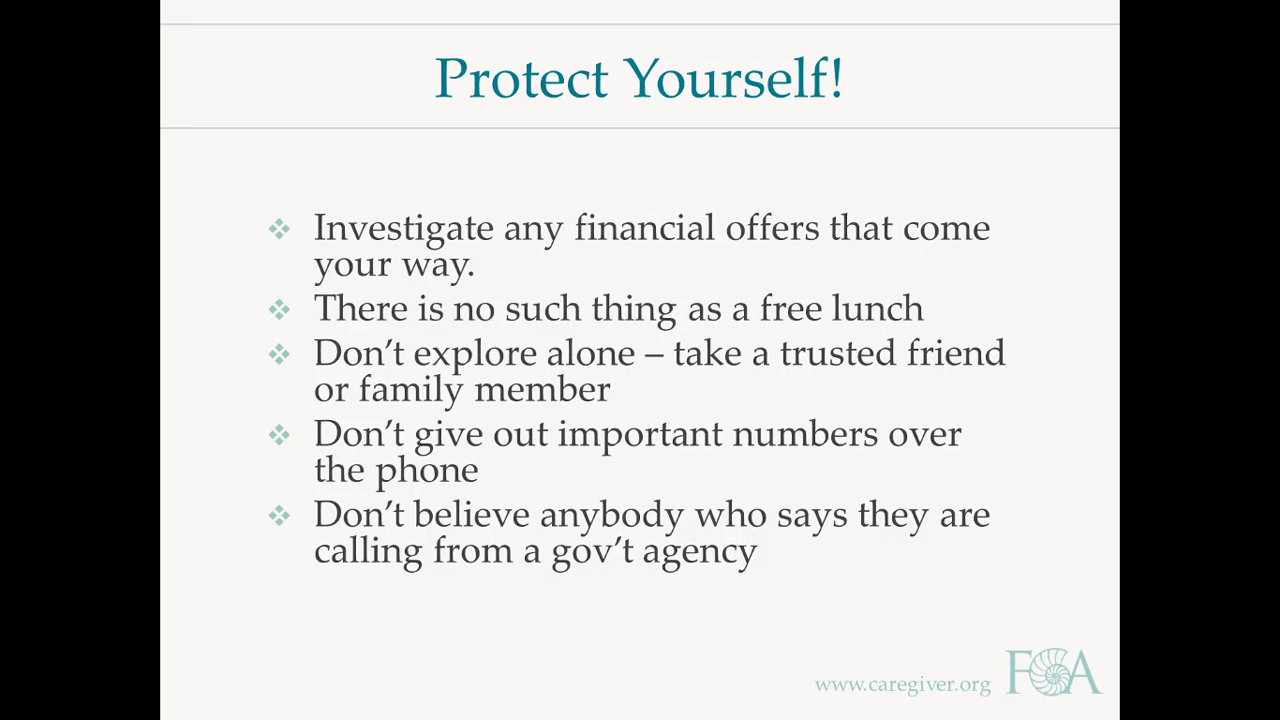 Protect Yourself!
Investigate any financial offers that come
your way.
There is no such thing as a free lunch
Don’t explore alone – take a trusted friend
or family member
Don’t give out important numbers over
the phone
Don’t believe anybody who says they are
calling from a gov’t agency
www.caregiver.org FCA